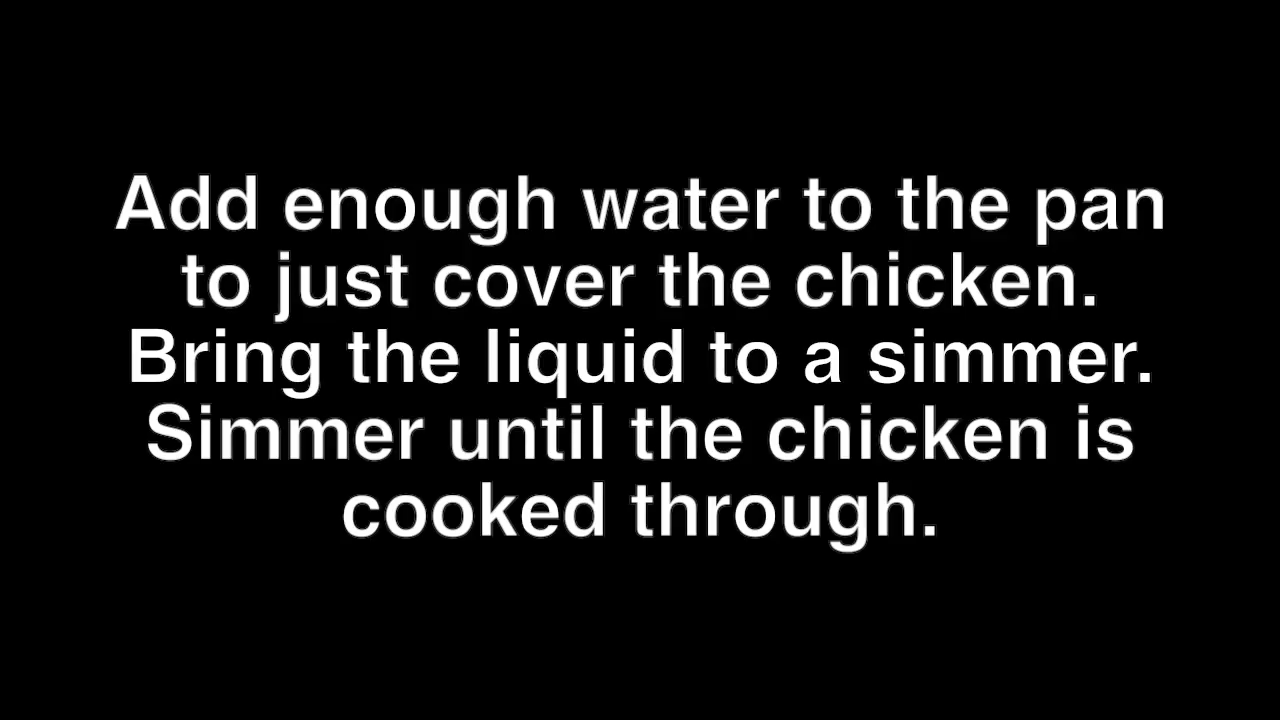 Add enough water to the pan
to just cover the chicken.
Bring the liquid to a simmer.
Simmer until the chicken is
cooked through.